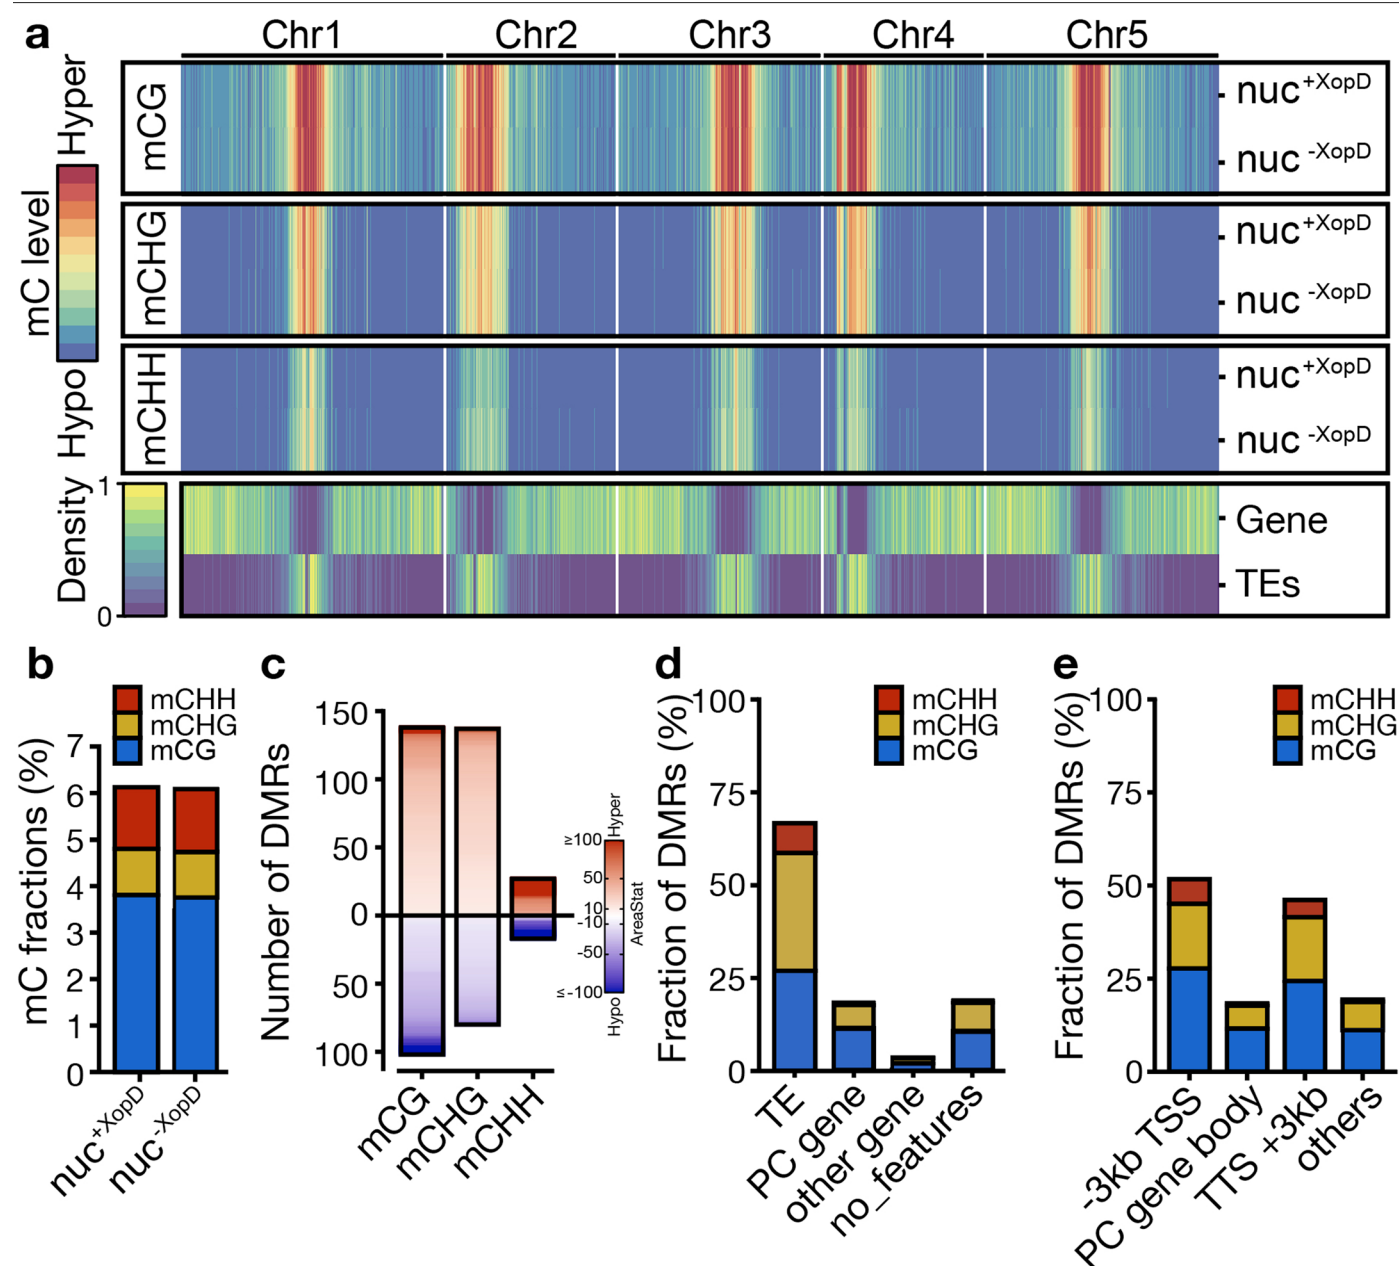 a
Chr1 Chr2 Chr3 Chr4 Chr5
Hyper
mC level
Hypo
mCG
nuc+XopD
nuc -XopD
mCHG
nuc+XopD
nuc -XopD
mCHH
nuc+XopD
nuc -XopD
Density
1
0
Gene
TEs
b
mCHH
mCHG
mCG
mC fractions (%)
7
6
5
4
3
2
1
0
nuc+XopD
nuc-XopD
c
Number of DMRs
150
100
50
0
50
100
mCG
mCHG
mCHH
Hyper
≥100
50
10
-10
-50
≤ -100
Hypo
AreaStat
d
mCHH
mCHG
mCG
Fraction of DMRs (%)
100
75
50
25
0
TE
PC gene
other gene
no_features
e
mCHH
mCHG
mCG
Fraction of DMRs (%)
100
75
50
25
0
-3kb TSS
PC gene body
TTS +3kb
others